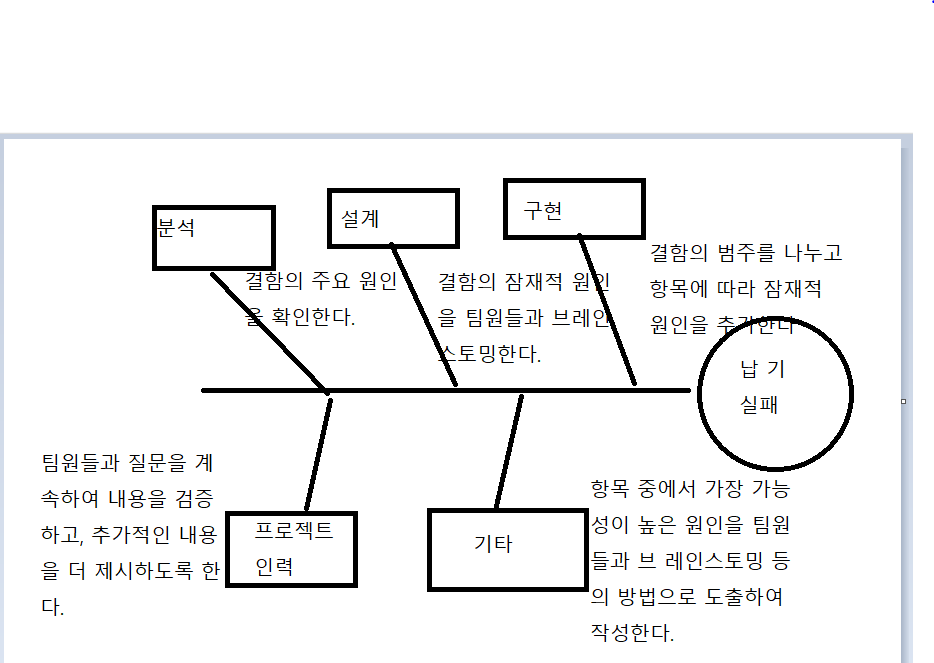 분석
설계
구현
결함의 주요 원인
을 확인한다.
결함의 잠재적 원인
을 팀원들과 브레인
스토밍한다.
결함의 범주를 나누고
항목에 따라 잠재적
원인을 추가한다
납 기
실패
팀원들과 질문을 계
속하여 내용을 검증
하고, 추가적인 내용
을 더 제시하도록 한
다.
프로젝트
인력
기타
항목 중에서 가장 가능
성이 높은 원인을 팀원
들과 브 레인스토밍 등
의 방법으로 도출하여
작성한다.